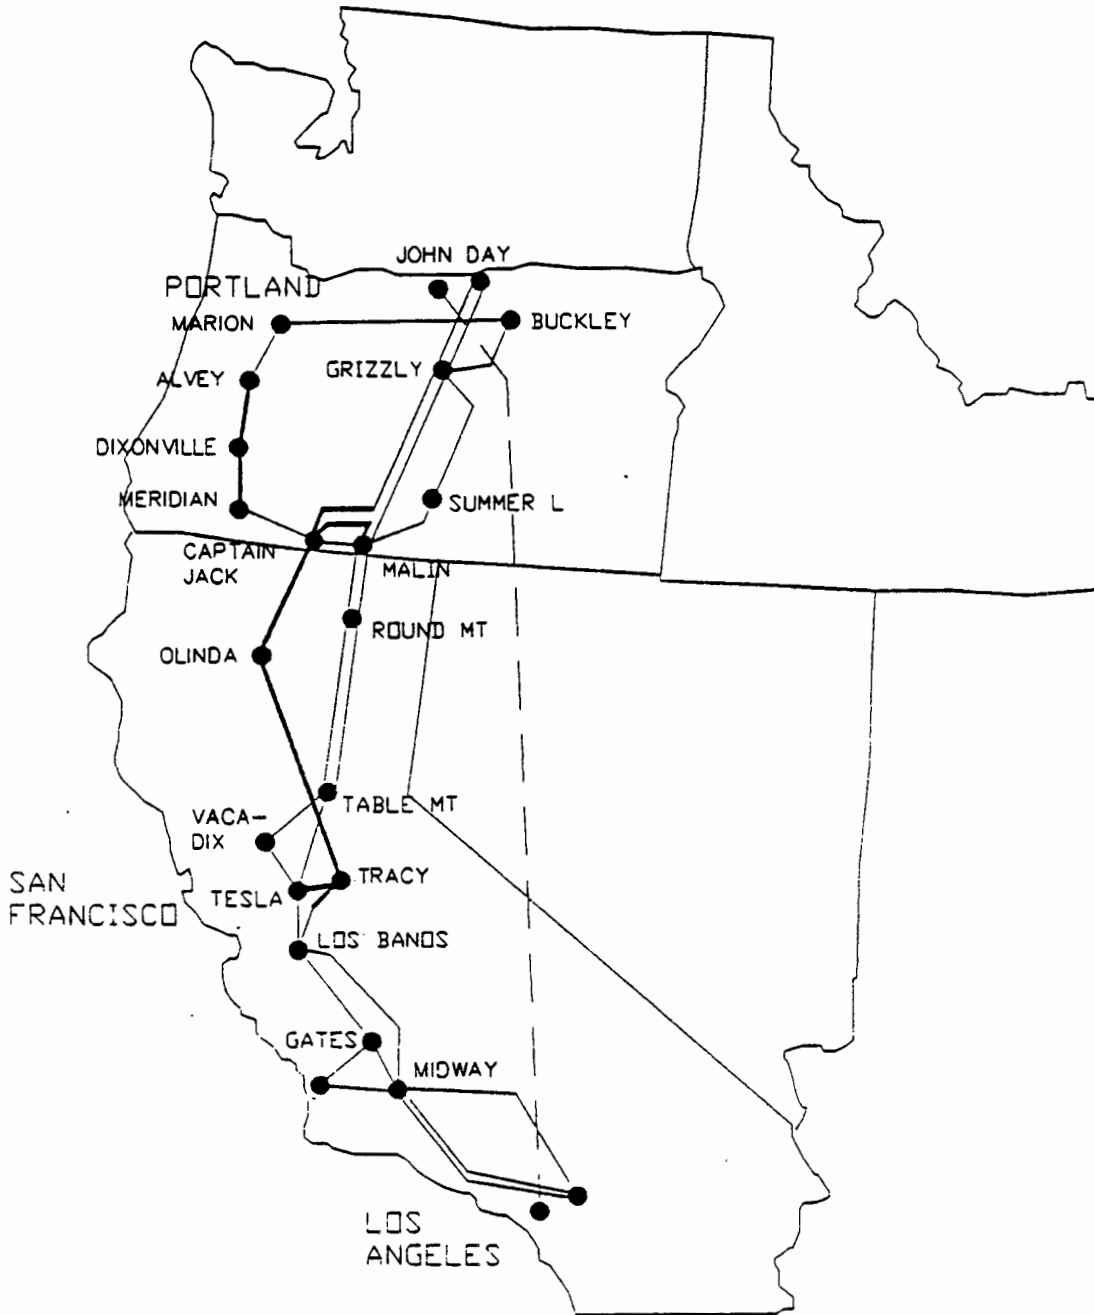 JOHN DAY
PORTLAND
MARION
BUCKLEY
GRIZZLY
ALVEY
DIXONVILLE
MERIDIAN
SUMMER L
CAPTAIN
JACK
MALIN
ROUND MT
OLINDA
TABLE MT
VACA-
DIX
TRACY
TESLA
SAN
FRANCISCO
LOS BANOS
GATES
MIDWAY
LOS
ANGELES